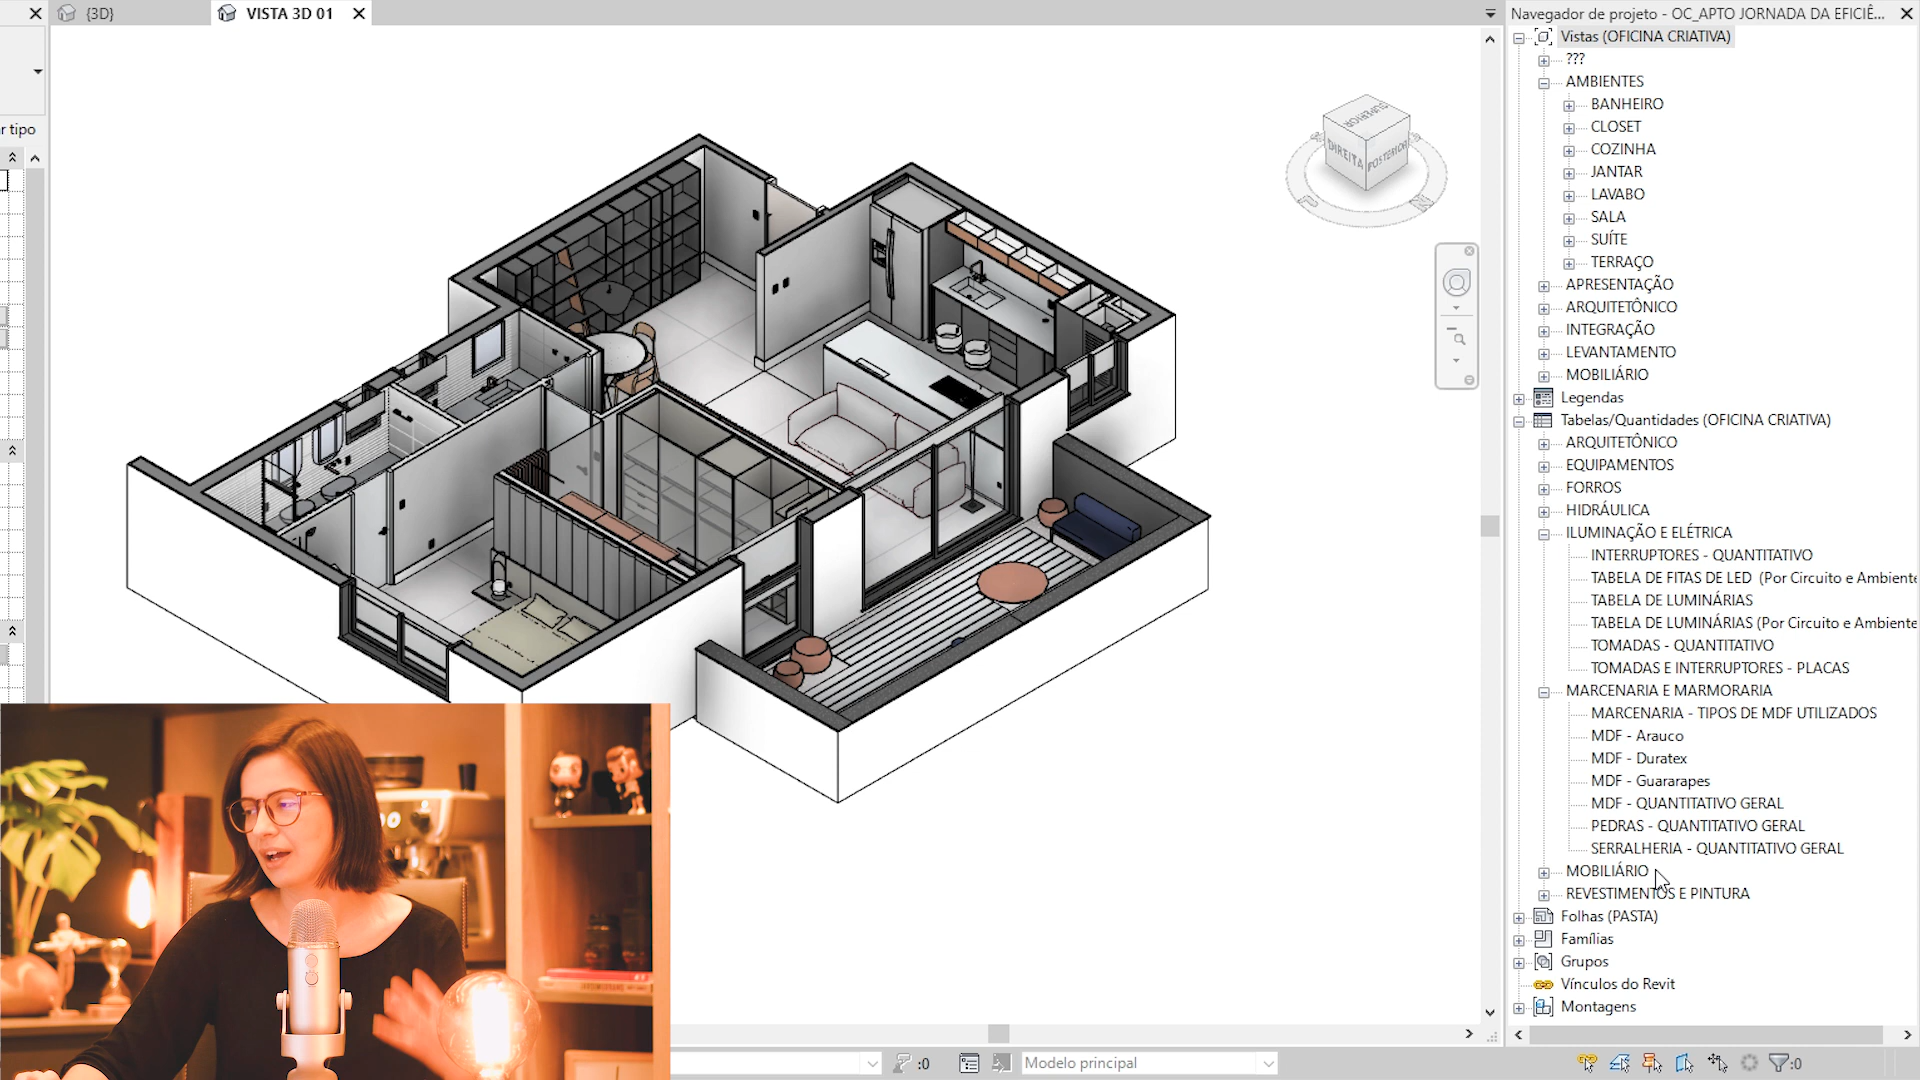 {3D}
VISTA 3D 01
r tipo
SUPERIOR
DIREITA
POSTERIOR
Navegador de projeto - OC_APTO JORNADA DA EFICIÊ...
Vistas (OFICINA CRIATIVA)
???
AMBIENTES
BANHEIRO
CLOSET
COZINHA
JANTAR
LAVABO
SALA
SUÍTE
TERRAÇO
APRESENTAÇÃO
ARQUITETÔNICO
INTEGRAÇÃO
LEVANTAMENTO
MOBILIÁRIO
Legendas
Tabelas/Quantidades (OFICINA CRIATIVA)
ARQUITETÔNICO
EQUIPAMENTOS
FORROS
HIDRÁULICA
ILUMINAÇÃO E ELÉTRICA
INTERRUPTORES - QUANTITATIVO
TABELA DE FITAS DE LED (Por Circuito e Ambiente
TABELA DE LUMINÁRIAS
TABELA DE LUMINÁRIAS (Por Circuito e Ambiente
TOMADAS - QUANTITATIVO
TOMADAS E INTERRUPTORES - PLACAS
MARCENARIA E MARMORARIA
MARCENARIA - TIPOS DE MDF UTILIZADOS
MDF - Arauco
MDF - Duratex
MDF - Guararapes
MDF - QUANTITATIVO GERAL
PEDRAS - QUANTITATIVO GERAL
SERRALHERIA - QUANTITATIVO GERAL
MOBILIÁRIO
REVESTIMENTOS E PINTURA
Folhas (PASTA)
Famílias
Grupos
Vínculos do Revit
Montagens
:0
Modelo principal
:0